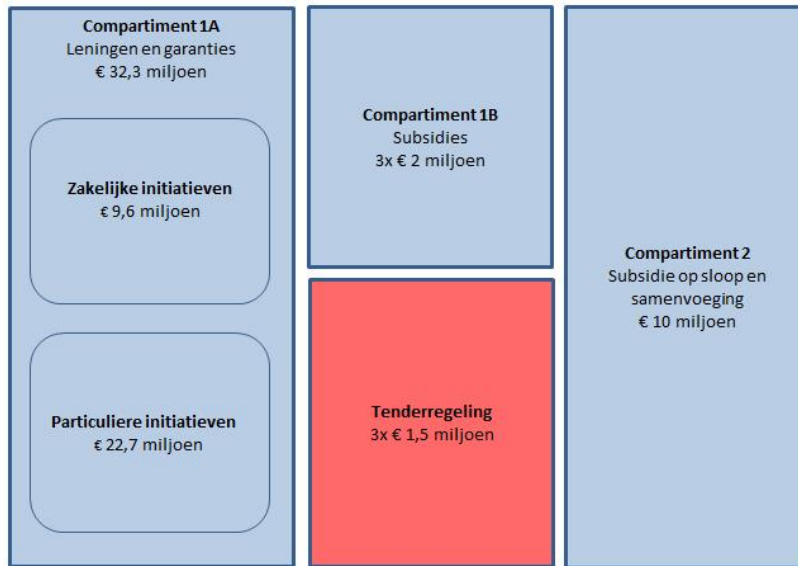 Compartiment 1A
Leningen en garanties
€ 32,3 miljoen
Zakelijke initiatieven
€ 9,6 miljoen
Particuliere initiatieven
€ 22,7 miljoen
Compartiment 1B
Subsidies
3x € 2 miljoen
Tenderregeling
3x € 1,5 miljoen
Compartiment 2
Subsidie op sloop en
samenvoeging
€ 10 miljoen